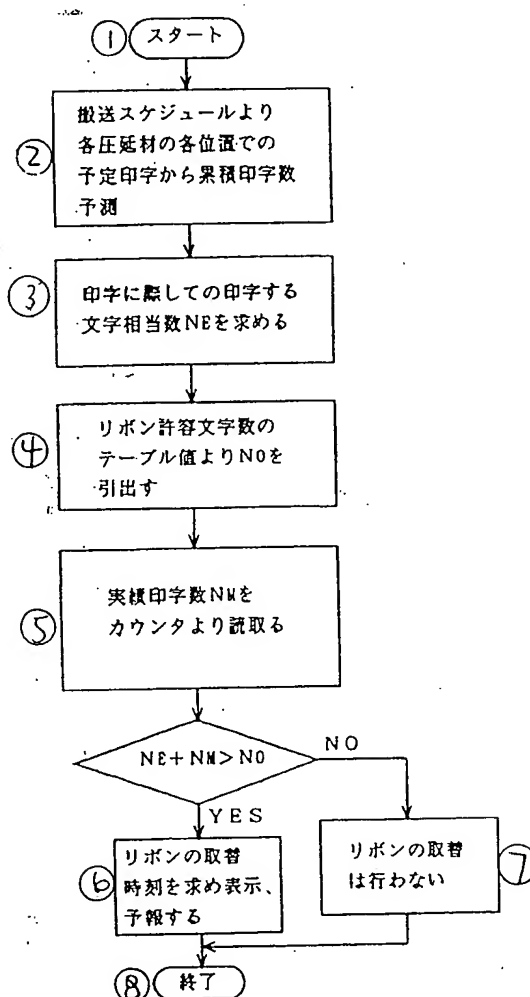 ① スタート
② 搬送スケジュールより
各圧延材の各位置での
予定印字から累積印字数
予測
③ 印字に際しての印字する
文字相当数NEを求める
④ リボン許容文字数の
テーブル値よりN0を
引出す
⑤ 実績印字数NMを
カウンタより読取る
NE+NM>N0
NO
YES
⑥ リボンの取替
時刻を求め表示、
予報する
⑦ リボンの取替
は行わない
⑧ 終了